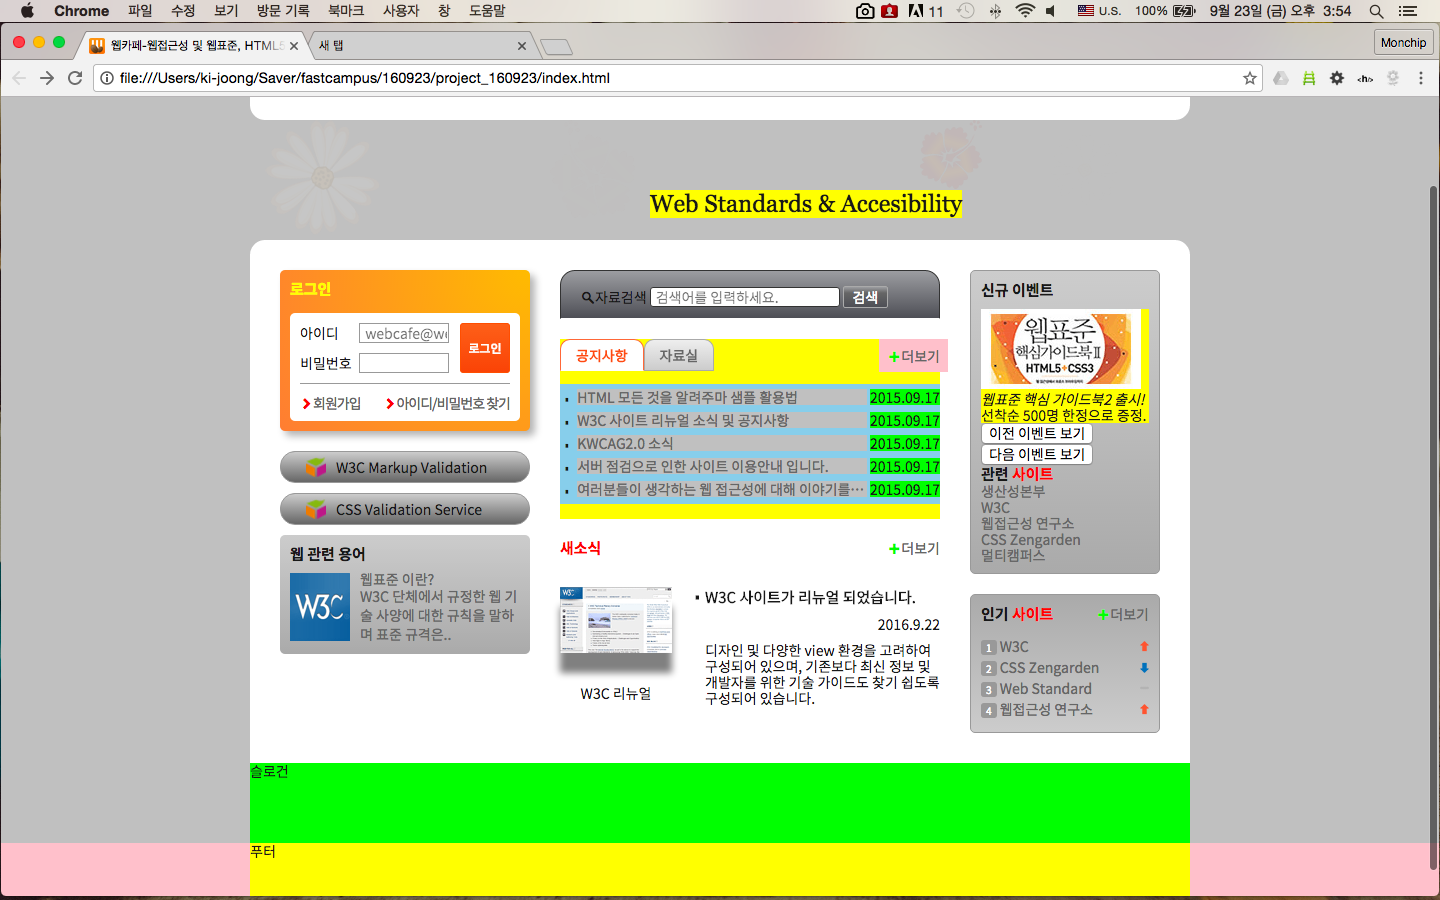 Chrome 파일 수정 보기 방문 기록 북마크 사용자 창 도움말 11 U.S. 100% 9월 23일 (금) 오후 3:54
웹카페-웹접근성 및 웹표준, HTML5 새 탭 Monchip
file:///Users/ki-joong/Saver/fastcampus/160923/project_160923/index.html
Web Standards & Accesibility
로그인
아이디 webcafe@we
비밀번호
로그인
회원가입 아이디/비밀번호 찾기
W3C Markup Validation
CSS Validation Service
웹 관련 용어
W3C
웹표준 이란?
W3C 단체에서 규정한 웹 기
술 사양에 대한 규칙을 말하
며 표준 규격은..
자료검색 검색어를 입력하세요. 검색
공지사항 자료실 +더보기
HTML 모든 것을 알려주마 샘플 활용법 2015.09.17
W3C 사이트 리뉴얼 소식 및 공지사항 2015.09.17
KWCAG2.0 소식 2015.09.17
서버 점검으로 인한 사이트 이용안내 입니다. 2015.09.17
여러분들이 생각하는 웹 접근성에 대해 이야기를… 2015.09.17
새소식 +더보기
W3C 리뉴얼
W3C 사이트가 리뉴얼 되었습니다.
2016.9.22
디자인 및 다양한 view 환경을 고려하여
구성되어 있으며, 기존보다 최신 정보 및
개발자를 위한 기술 가이드도 찾기 쉽도록
구성되어 있습니다.
신규 이벤트
웹표준
핵심가이드북 II
HTML5+CSS3
웹표준 핵심 가이드북2 출시!
선착순 500명 한정으로 증정.
이전 이벤트 보기
다음 이벤트 보기
관련 사이트
생산성본부
W3C
웹접근성 연구소
CSS Zengarden
멀티캠퍼스
인기 사이트 +더보기
1 W3C
2 CSS Zengarden
3 Web Standard
4 웹접근성 연구소
슬로건
푸터